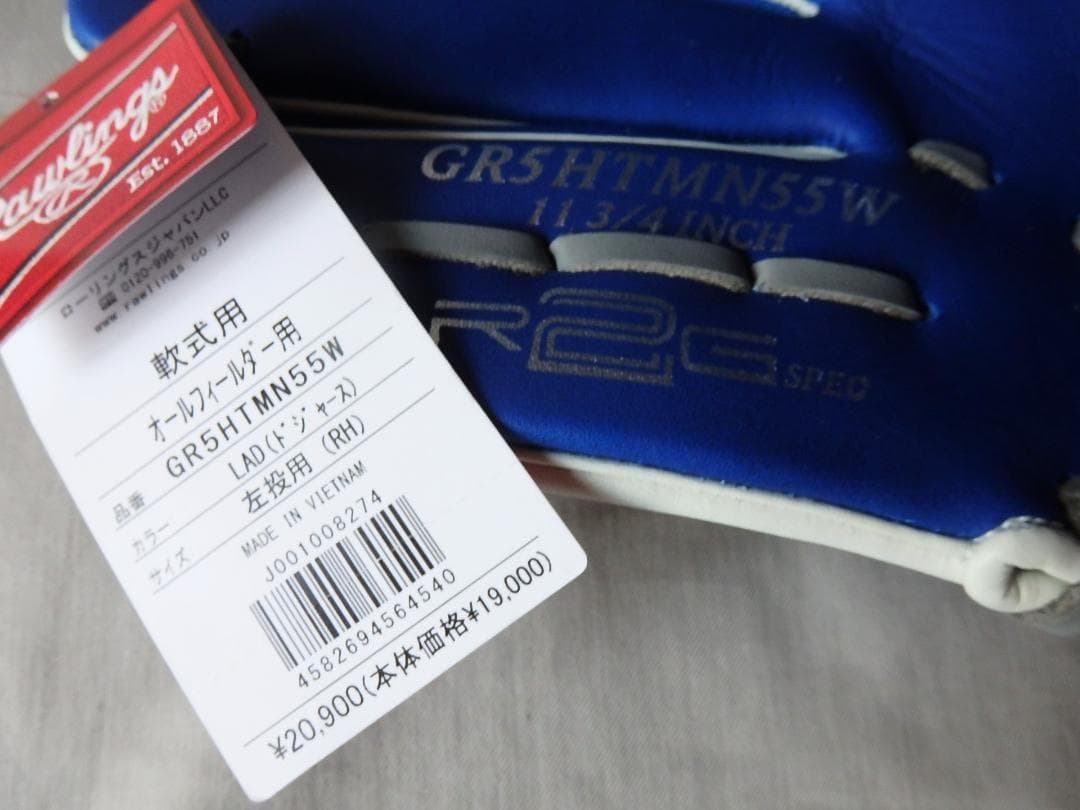 Rawlings®
Est. 1887
ローリングスジャパンLLC
☎0120-996-751
www.rawlings.co.jp
軟式用
オールフィールダー用
品番 GR5HTMN55W
カラー LAD(ドジャース)
サイズ 左投用 (RH)
MADE IN VIETNAM
J001008274
4582694564540
¥20,900(本体価格¥19,000)
GR5HTMN55W
11 3/4 INCH
R2G SPEC